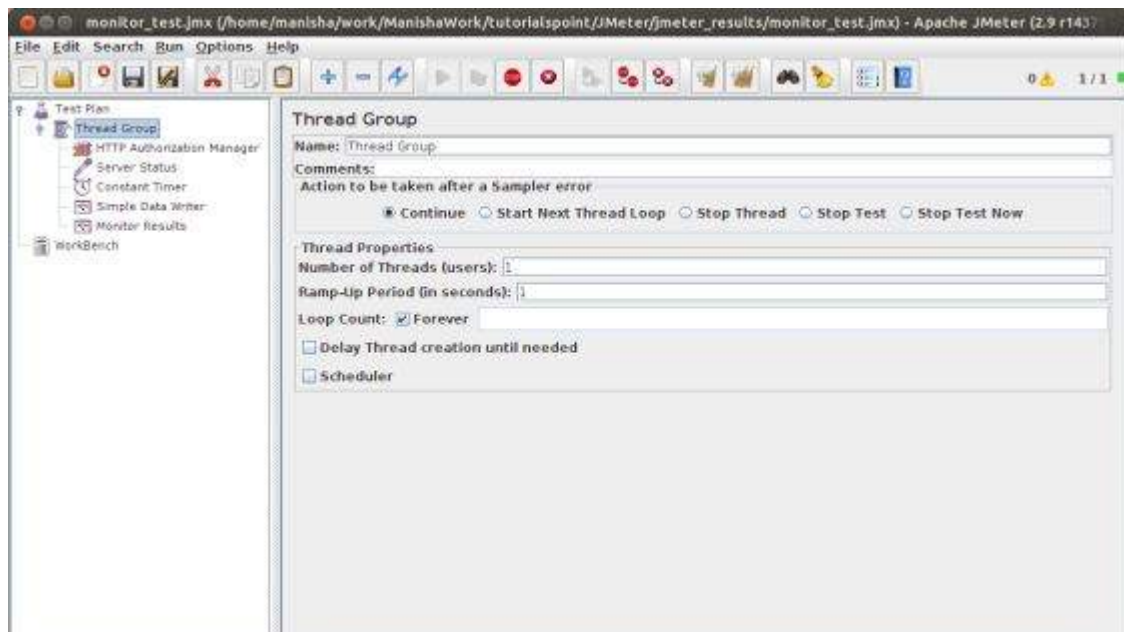 monitor_test.jmx (/home/manisha/work/ManishaWork/tutorialspoint/JMeter/jmeter_results/monitor_test.jmx) - Apache JMeter (2.9 r1437
File Edit Search Run Options Help
0 1 / 1
Test Plan
Thread Group
HTTP Authorization Manager
Server Status
Constant Timer
Simple Data Writer
Monitor Results
WorkBench
Thread Group
Name: Thread Group
Comments:
Action to be taken after a Sampler error
Continue Start Next Thread Loop Stop Thread Stop Test Stop Test Now
Thread Properties
Number of Threads (users): 1
Ramp-Up Period (in seconds): 1
Loop Count: Forever
Delay Thread creation until needed
Scheduler